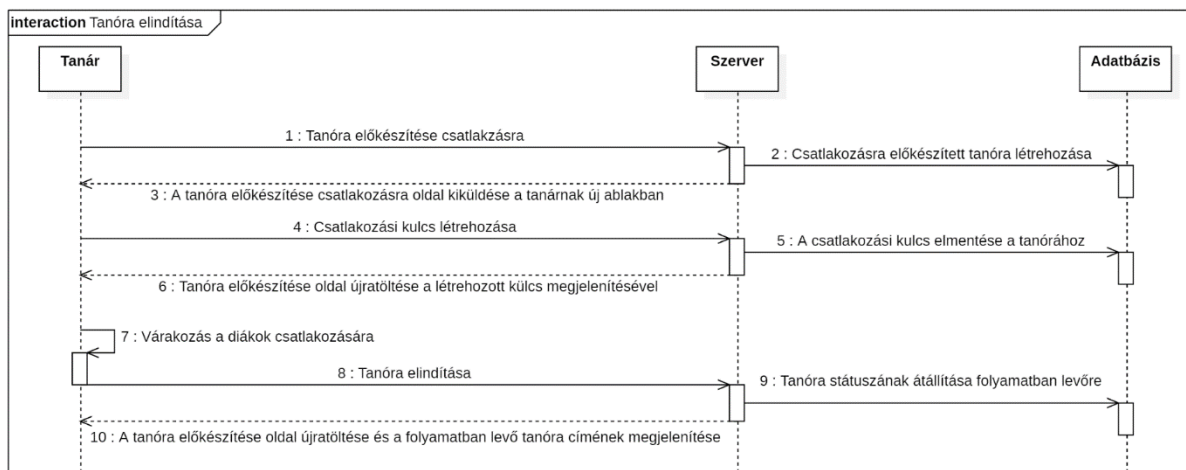 interaction Tanóra elindítása
Tanár
Szerver
Adatbázis
1 : Tanóra előkészítése csatlakzásra
2 : Csatlakozásra előkészített tanóra létrehozása
3 : A tanóra előkészítése csatlakozásra oldal kiküldése a tanárnak új ablakban
4 : Csatlakozási kulcs létrehozása
5 : A csatlakozási kulcs elmentése a tanórához
6 : Tanóra előkészítése oldal újratöltése a létrehozott külcs megjelenítésével
7 : Várakozás a diákok csatlakozására
8 : Tanóra elindítása
9 : Tanóra státuszának átállítása folyamatban levőre
10 : A tanóra előkészítése oldal újratöltése és a folyamatban levő tanóra címének megjelenítése